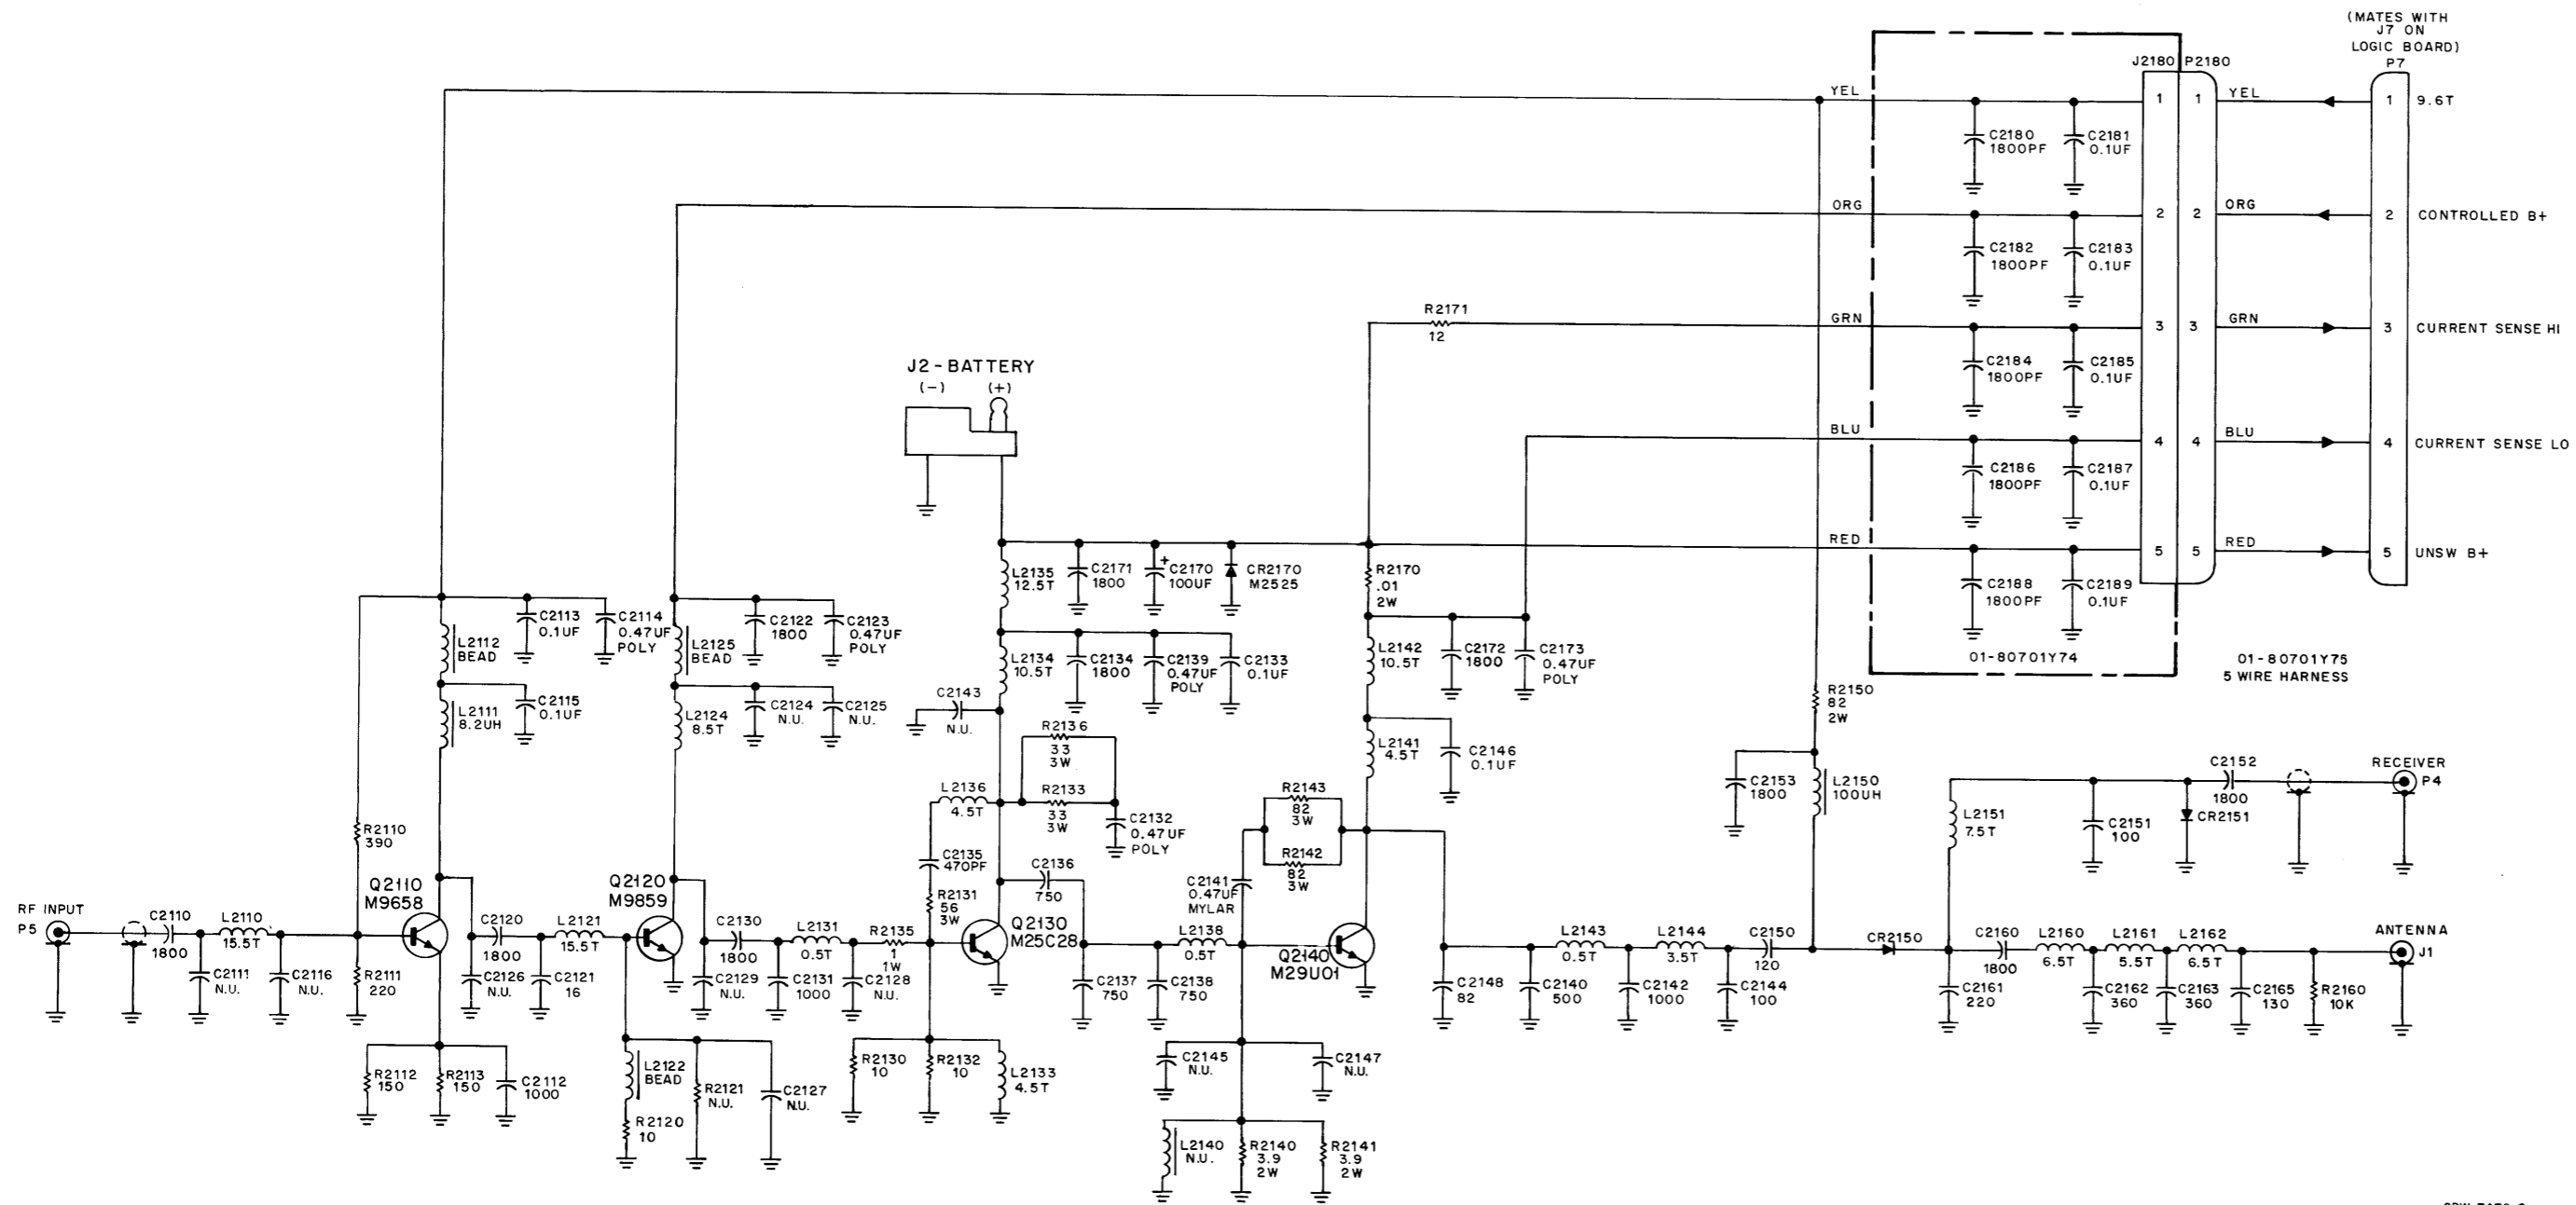 (MATES WITH
J7 ON
LOGIC BOARD)
J2180
P2180
P7
YEL
1
1
YEL
1
9.6T
C2180
1800PF
C2181
0.1UF
ORG
2
2
ORG
2
CONTROLLED B+
C2182
1800PF
C2183
0.1UF
R2171
12
GRN
3
3
GRN
3
CURRENT SENSE HI
C2184
1800PF
C2185
0.1UF
J2-BATTERY
(-)
(+)
BLU
4
4
BLU
4
CURRENT SENSE LO
C2186
1800PF
C2187
0.1UF
RED
5
5
RED
5
UNSW B+
C2188
1800PF
C2189
0.1UF
01-80701Y74
01-80701Y75
5 WIRE HARNESS
L2135
12.5T
C2171
1800
+
C2170
100UF
CR2170
M2525
R2170
.01
2W
L2112
BEAD
C2113
0.1UF
C2114
0.47UF
POLY
L2125
BEAD
C2122
1800
C2123
0.47UF
POLY
L2134
10.5T
C2134
1800
C2139
0.47UF
POLY
C2133
0.1UF
L2142
10.5T
C2172
1800
C2173
0.47UF
POLY
L2111
8.2UH
C2115
0.1UF
L2124
8.5T
C2124
N.U.
C2125
N.U.
C2143
N.U.
R2136
33
3W
L2141
4.5T
C2146
0.1UF
R2150
82
2W
C2153
1800
L2150
100UH
C2152
1800
RECEIVER
P4
L2136
4.5T
R2133
33
3W
C2132
0.47UF
POLY
R2143
82
3W
R2142
82
3W
L2151
7.5T
C2151
100
CR2151
R2110
390
C2135
470PF
R2131
56
3W
C2136
750
C2141
0.47UF
MYLAR
RF INPUT
P5
C2110
1800
L2110
15.5T
Q2110
M9658
C2120
1800
L2121
15.5T
Q2120
M9859
C2130
1800
L2131
0.5T
R2135
1
1W
Q2130
M25C28
L2138
0.5T
Q2140
M29U01
L2143
0.5T
L2144
3.5T
C2150
120
CR2150
C2160
1800
L2160
6.5T
L2161
5.5T
L2162
6.5T
ANTENNA
J1
C2111
N.U.
C2116
N.U.
R2111
220
C2126
N.U.
C2121
16
C2129
N.U.
C2131
1000
C2128
N.U.
C2137
750
C2138
750
C2148
82
C2140
500
C2142
1000
C2144
100
C2161
220
C2162
360
C2163
360
C2165
130
R2160
10K
R2112
150
R2113
150
C2112
1000
L2122
BEAD
R2121
N.U.
C2127
N.U.
R2120
10
R2130
10
R2132
10
L2133
4.5T
C2145
N.U.
C2147
N.U.
L2140
N.U.
R2140
3.9
2W
R2141
3.9
2W